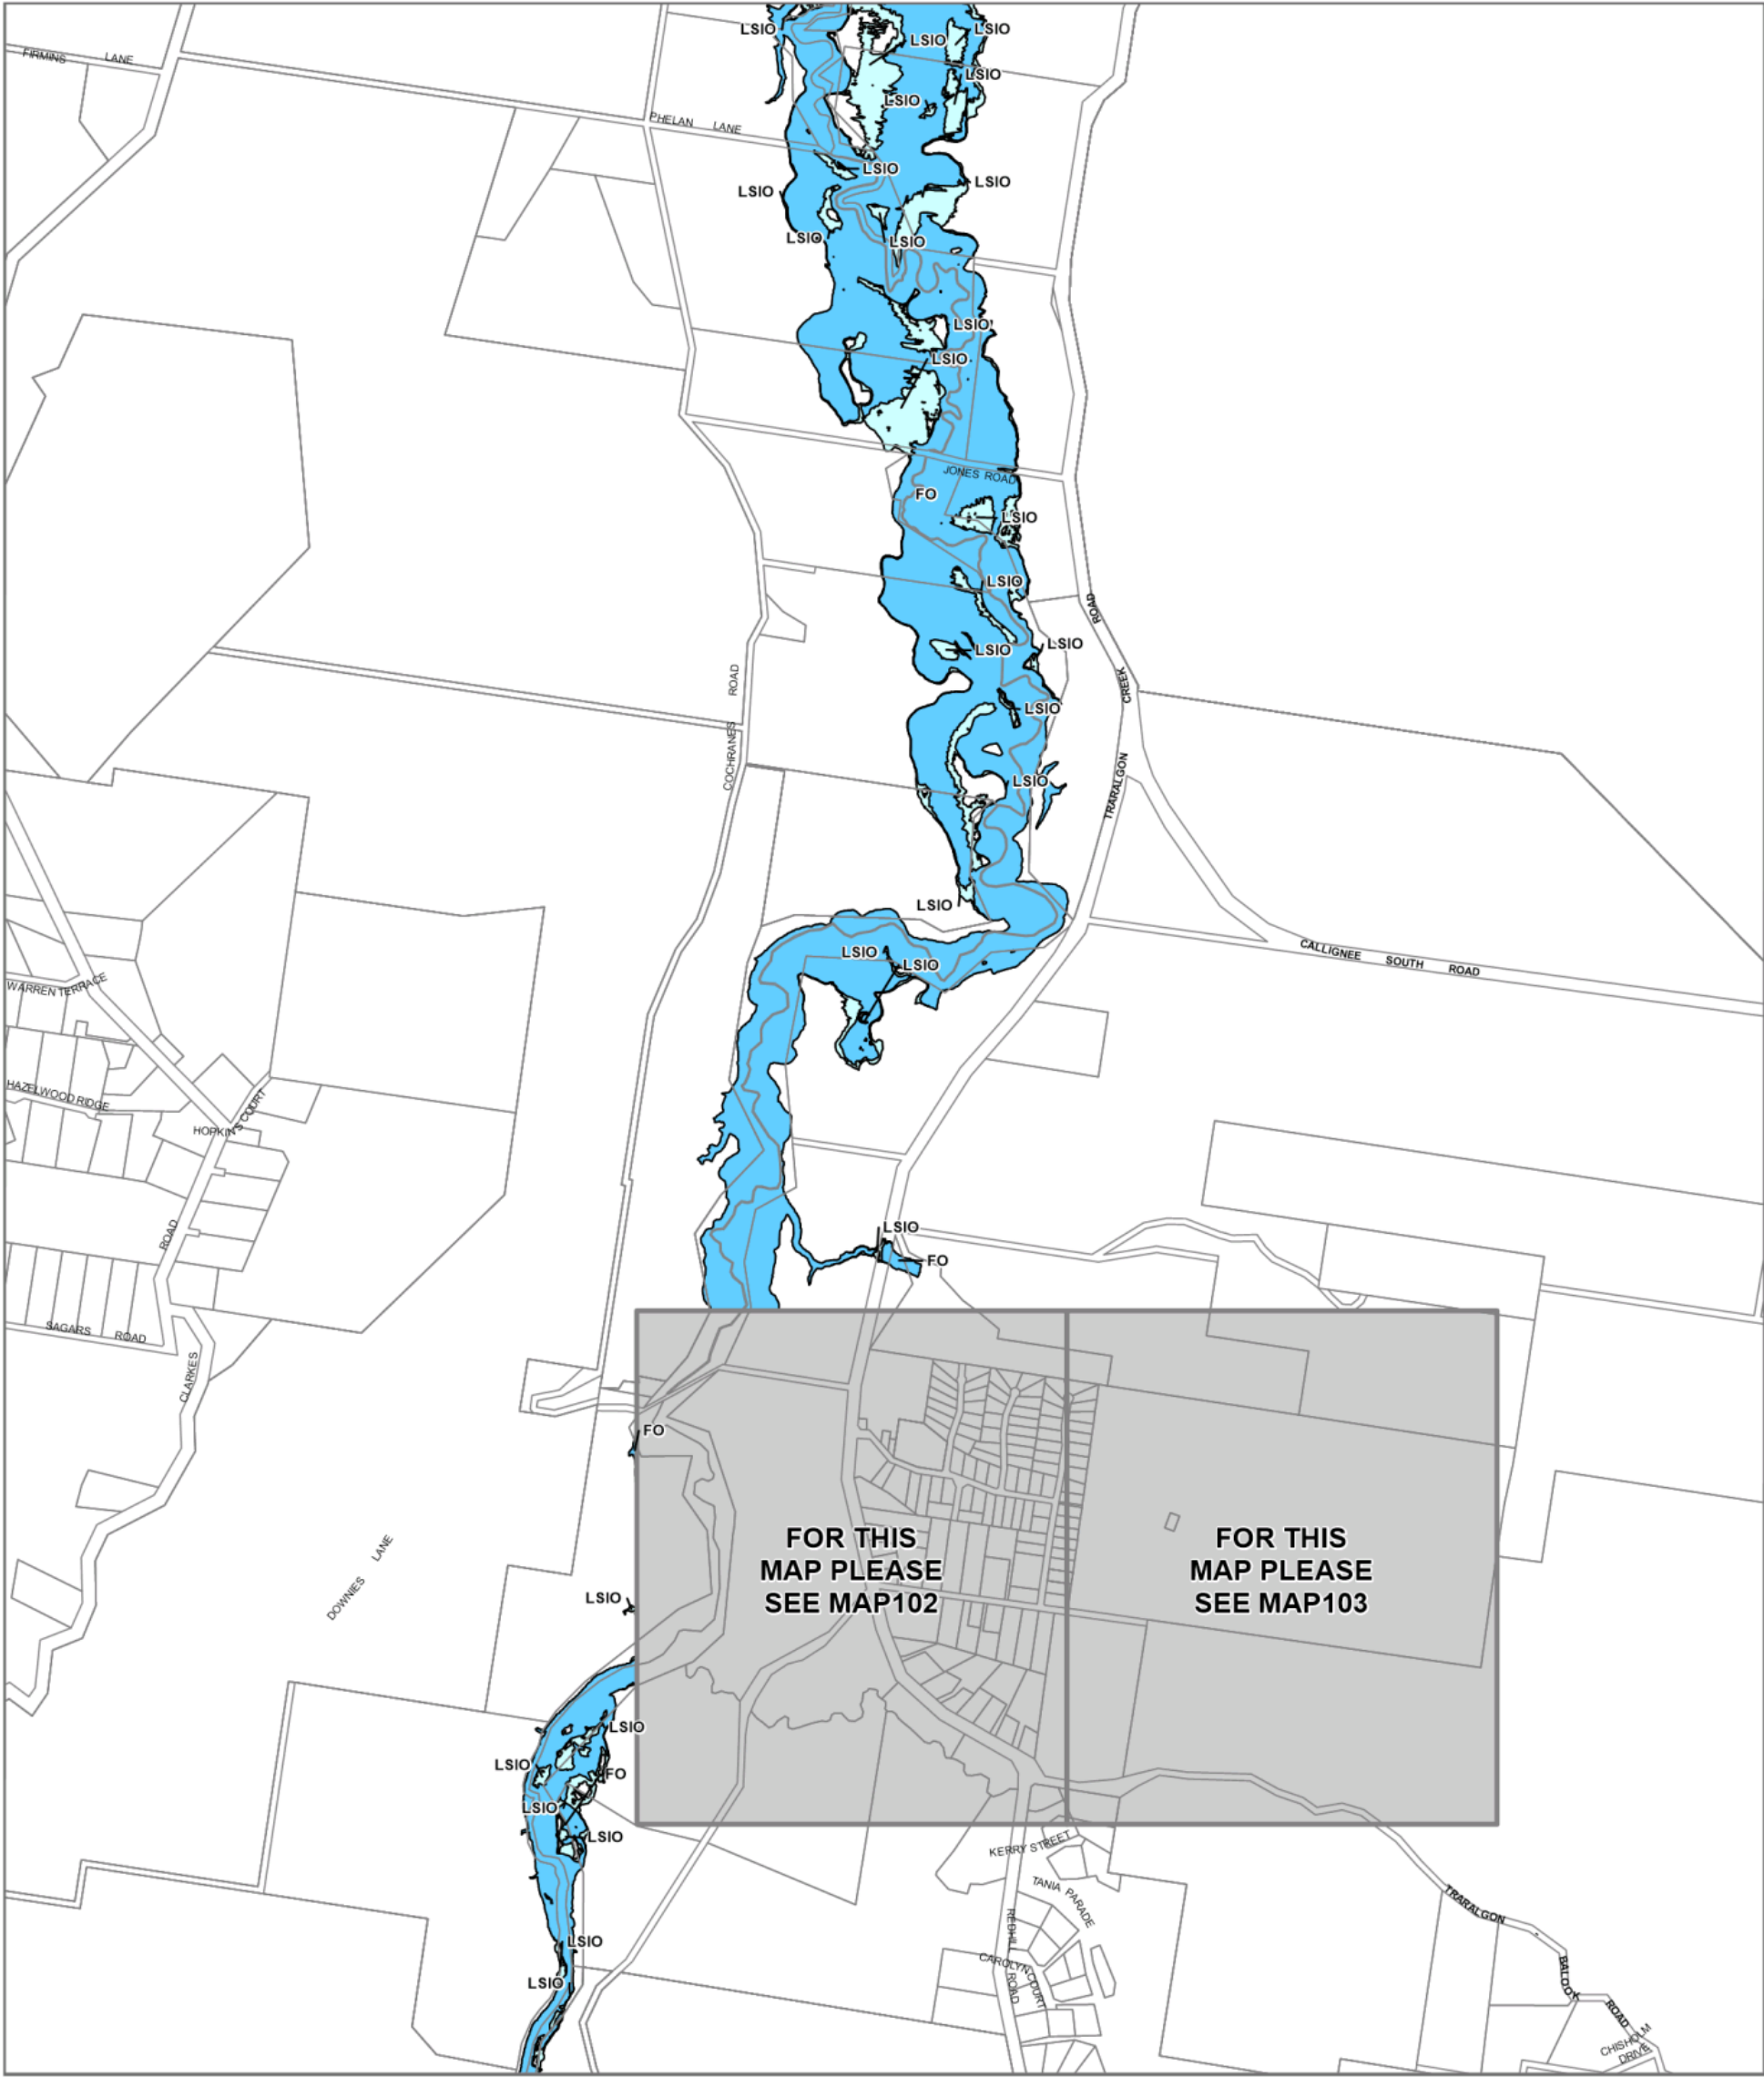 LSIO
LSIO
LSIO
FIRMINS LANE
LSIO
LSIO
PHELAN LANE
LSIO
LSIO
LSIO
LSIO
LSIO
LSIO
LSIO
JONES ROAD
FO
LSIO
LSIO
ROAD
LSIO
LSIO
COCHRANES ROAD
CREEK
LSIO
TRARALGON
LSIO
LSIO
CALLIGNEE SOUTH ROAD
LSIO
LSIO
WARREN TERRACE
HAZELWOOD RIDGE
HOPKINS COURT
ROAD
LSIO
FO
SAGARS ROAD
CLARKES
FO
FOR THIS
MAP PLEASE
SEE MAP102
FOR THIS
MAP PLEASE
SEE MAP103
DOWNIES LANE
LSIO
LSIO
LSIO
FO
LSIO
LSIO
KERRY STREET
TANIA PARADE
TRARALGON
BALOOK
ROAD
REDHILL
ROAD
LSIO
CAROLYN COURT
LSIO
CHISHOLM
DRIVE